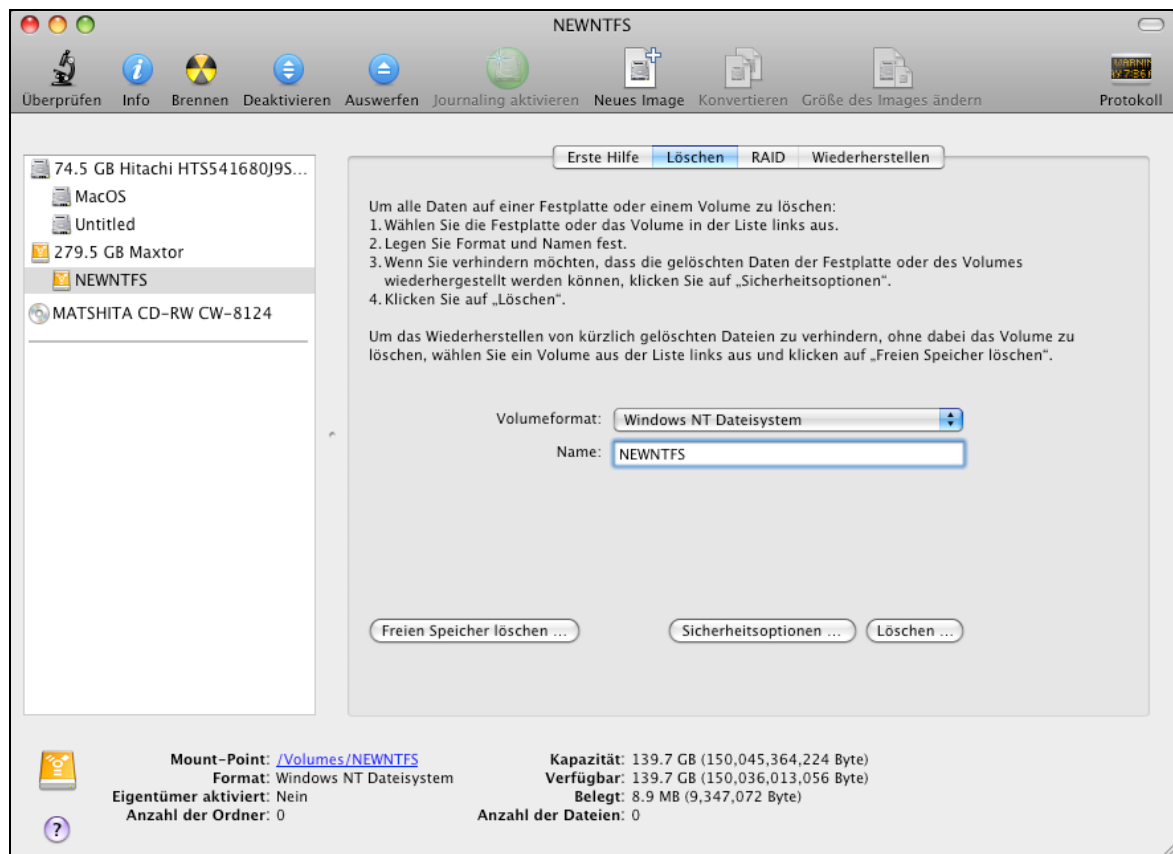 NEWNTFS
Überprüfen Info Brennen Deaktivieren Auswerfen Journaling aktivieren Neues Image Konvertieren Größe des Images ändern Protokoll
74.5 GB Hitachi HTS541680J9S...
MacOS
Untitled
279.5 GB Maxtor
NEWNTFS
MATSHITA CD-RW CW-8124
Erste Hilfe Löschen RAID Wiederherstellen
Um alle Daten auf einer Festplatte oder einem Volume zu löschen:
1. Wählen Sie die Festplatte oder das Volume in der Liste links aus.
2. Legen Sie Format und Namen fest.
3. Wenn Sie verhindern möchten, dass die gelöschten Daten der Festplatte oder des Volumes
wiederhergestellt werden können, klicken Sie auf „Sicherheitsoptionen“.
4. Klicken Sie auf „Löschen“.
Um das Wiederherstellen von kürzlich gelöschten Dateien zu verhindern, ohne dabei das Volume zu
löschen, wählen Sie ein Volume aus der Liste links aus und klicken auf „Freien Speicher löschen“.
Volumeformat: Windows NT Dateisystem
Name: NEWNTFS
Freien Speicher löschen ... Sicherheitsoptionen ... Löschen ...
Mount-Point: /Volumes/NEWNTFS
Format: Windows NT Dateisystem
Eigentümer aktiviert: Nein
Anzahl der Ordner: 0
Kapazität: 139.7 GB (150,045,364,224 Byte)
Verfügbar: 139.7 GB (150,036,013,056 Byte)
Belegt: 8.9 MB (9,347,072 Byte)
Anzahl der Dateien: 0
?